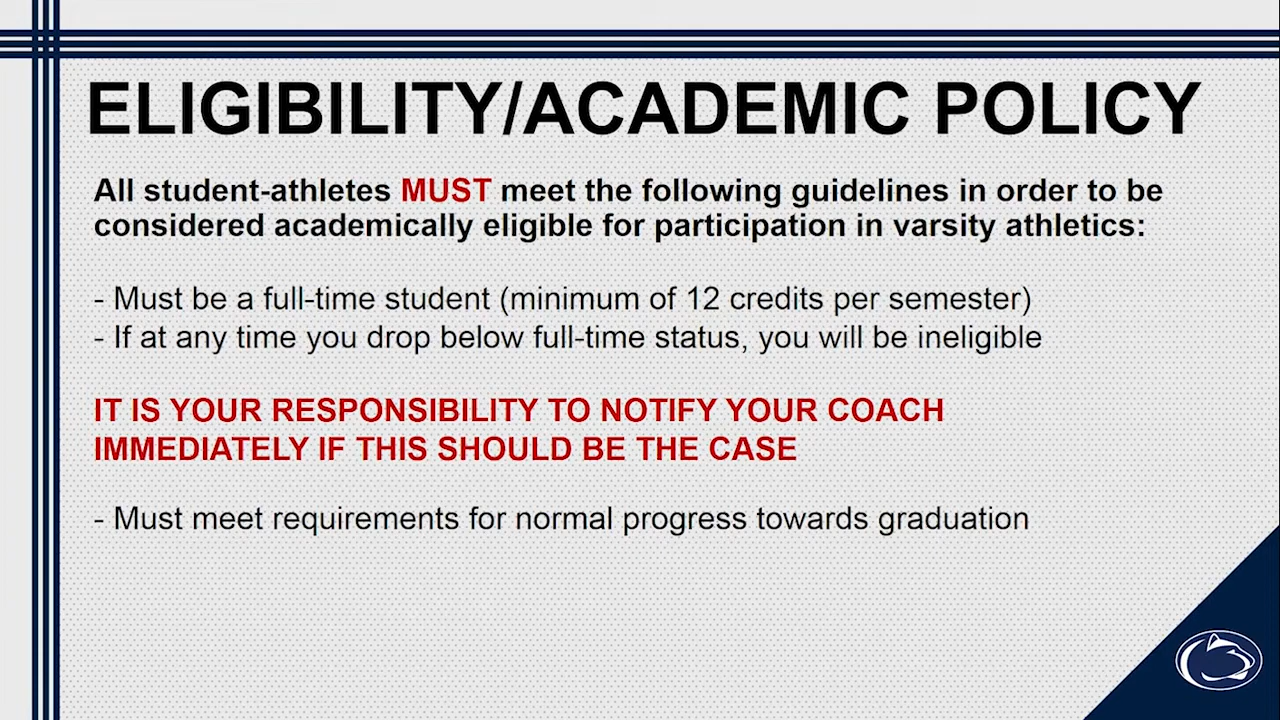 ELIGIBILITY/ACADEMIC POLICY
All student-athletes MUST meet the following guidelines in order to be
considered academically eligible for participation in varsity athletics:
- Must be a full-time student (minimum of 12 credits per semester)
- If at any time you drop below full-time status, you will be ineligible
IT IS YOUR RESPONSIBILITY TO NOTIFY YOUR COACH
IMMEDIATELY IF THIS SHOULD BE THE CASE
- Must meet requirements for normal progress towards graduation